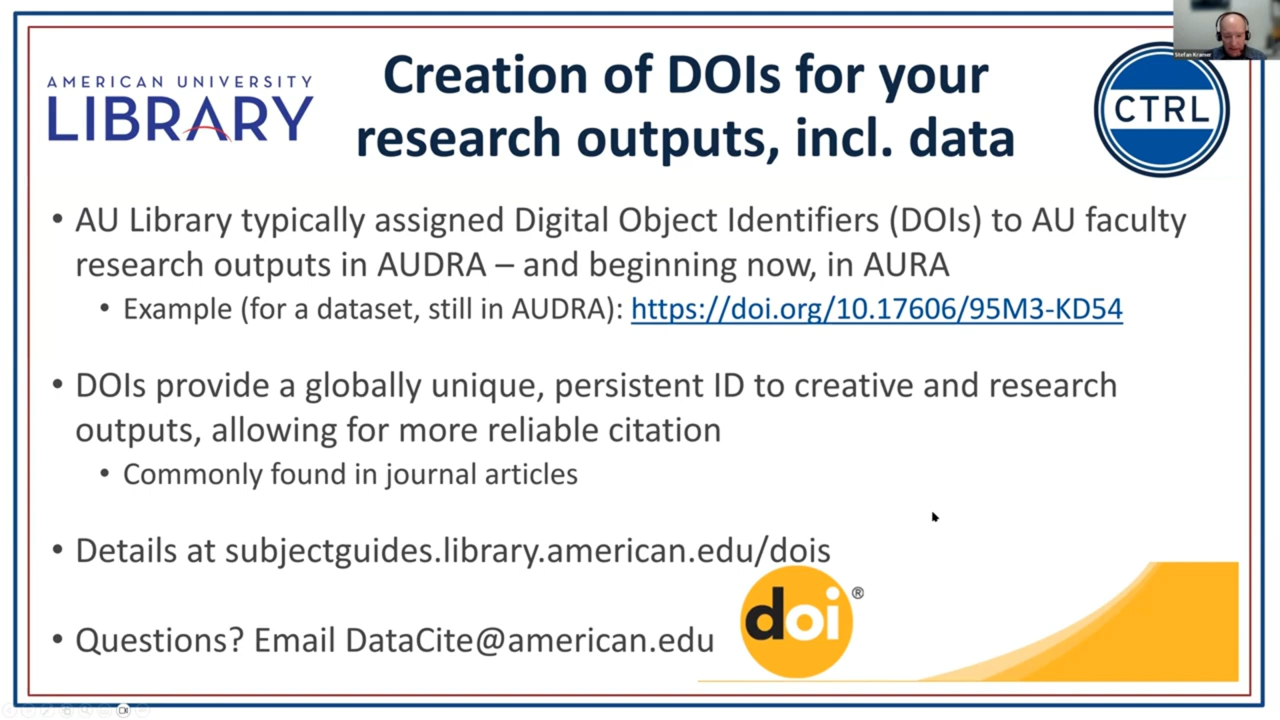 Stefan Kramer
AMERICAN UNIVERSITY
LIBRARY
Creation of DOIs for your
research outputs, incl. data
CTRL
• AU Library typically assigned Digital Object Identifiers (DOIs) to AU faculty
research outputs in AUDRA – and beginning now, in AURA
• Example (for a dataset, still in AUDRA): https://doi.org/10.17606/95M3-KD54
• DOIs provide a globally unique, persistent ID to creative and research
outputs, allowing for more reliable citation
• Commonly found in journal articles
• Details at subjectguides.library.american.edu/dois
doi®
• Questions? Email DataCite@american.edu